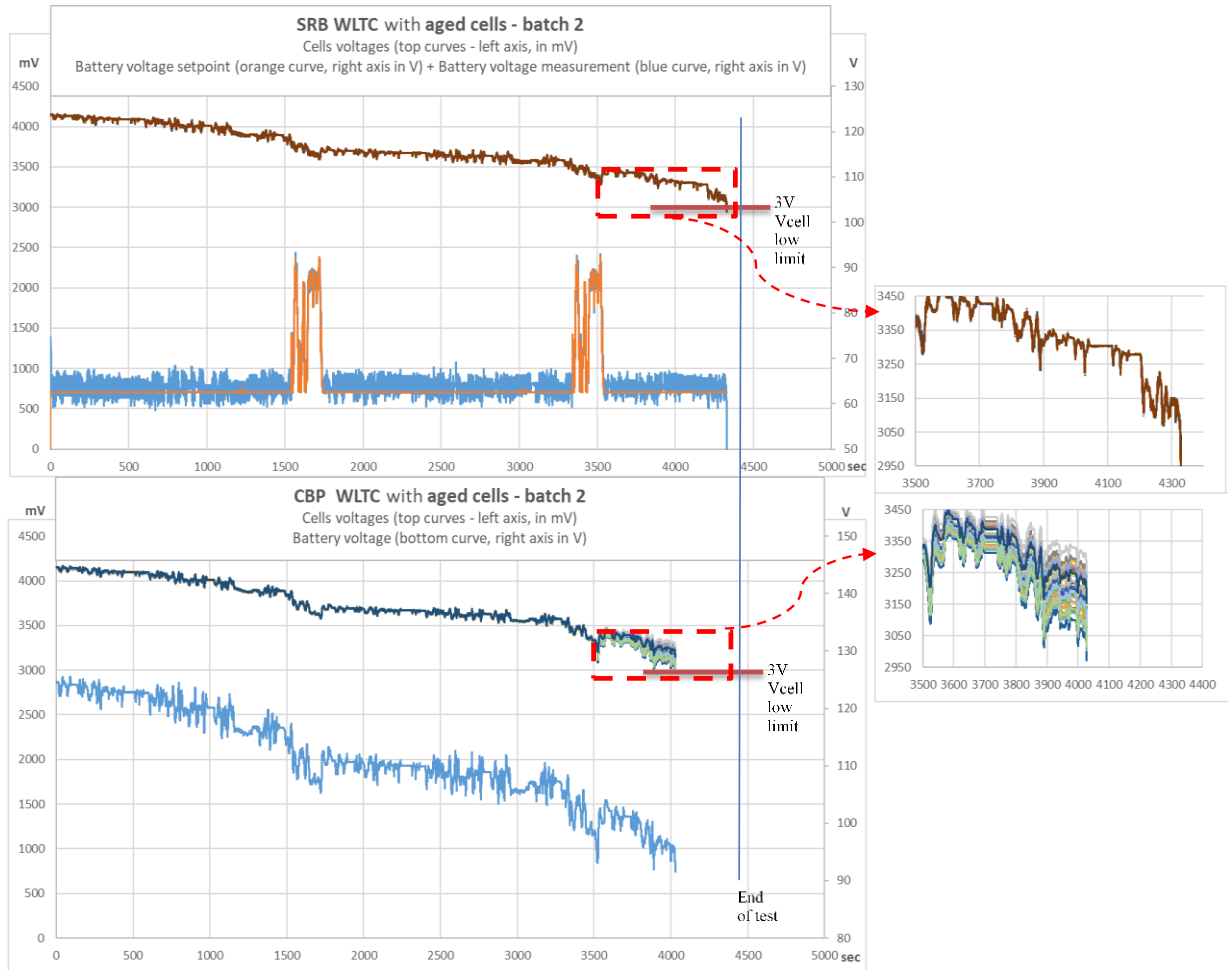 SRB WLTC with aged cells - batch 2
Cells voltages (top curves - left axis, in mV)
Battery voltage setpoint (orange curve, right axis in V) + Battery voltage measurement (blue curve, right axis in V)
mV
V
4500
4000
3500
3000
2500
2000
1500
1000
500
0
130
120
110
100
90
80
70
60
50
0 500 1000 1500 2000 2500 3000 3500 4000 4500 5000 sec
3V
Vcell
low
limit
3450
3350
3250
3150
3050
2950
3500 3700 3900 4100 4300
CBP WLTC with aged cells - batch 2
Cells voltages (top curves - left axis, in mV)
Battery voltage (bottom curve, right axis in V)
mV
V
4500
4000
3500
3000
2500
2000
1500
1000
500
0
150
140
130
120
110
100
90
80
0 500 1000 1500 2000 2500 3000 3500 4000 4500 5000 sec
3V
Vcell
low
limit
End
of test
3450
3350
3250
3150
3050
2950
3500 3600 3700 3800 3900 4000 4100 4200 4300 4400